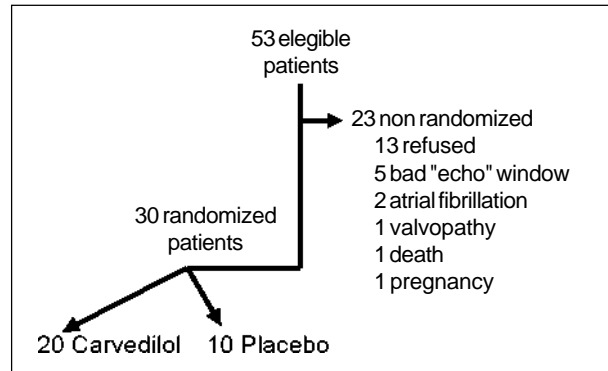 53 elegible
patients
23 non randomized
13 refused
5 bad "echo" window
2 atrial fibrillation
1 valvopathy
1 death
1 pregnancy
30 randomized
patients
20 Carvedilol 10 Placebo